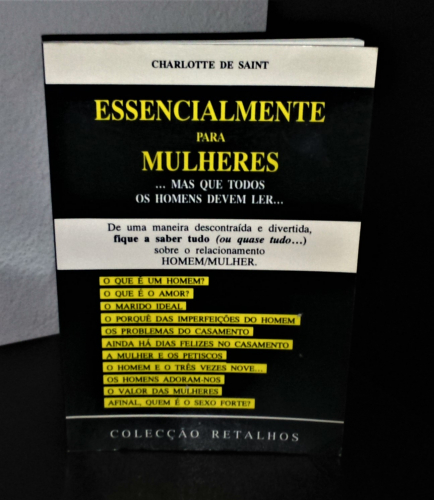 CHARLOTTE DE SAINT
ESSENCIALMENTE
PARA
MULHERES
... MAS QUE TODOS
OS HOMENS DEVEM LER...
De uma maneira descontraída e divertida,
fique a saber tudo (ou quase tudo...)
sobre o relacionamento
HOMEM/MULHER.
O QUE É UM HOMEM?
O QUE É O AMOR?
O MARIDO IDEAL
O PORQUÊ DAS IMPERFEIÇÕES DO HOMEM
OS PROBLEMAS DO CASAMENTO
AINDA HÁ DIAS FELIZES NO CASAMENTO
A MULHER E OS PETISCOS
O HOMEM E O TRÊS VEZES NOVE...
OS HOMENS ADORAM-NOS
O VALOR DAS MULHERES
AFINAL, QUEM É O SEXO FORTE?
COLECÇÃO RETALHOS